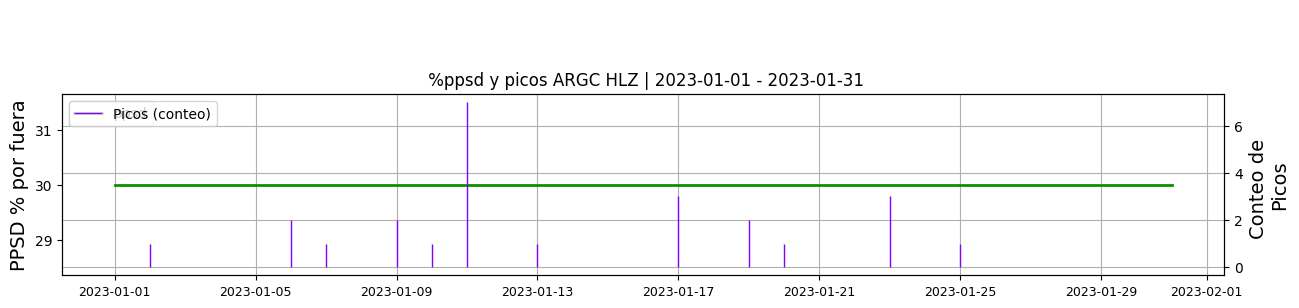 %ppsd y picos ARGC HLZ | 2023-01-01 - 2023-01-31
Picos (conteo)
PPSD % por fuera
31
30
29
Conteo de
Picos
6
4
2
0
2023-01-01 2023-01-05 2023-01-09 2023-01-13 2023-01-17 2023-01-21 2023-01-25 2023-01-29 2023-02-01